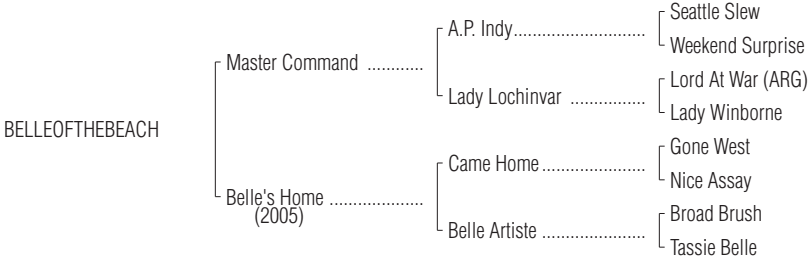 Seattle Slew
A.P. Indy............................
Weekend Surprise
Master Command ............
Lord At War (ARG)
Lady Lochinvar ................
Lady Winborne
BELLEOFTHEBEACH
Gone West
Came Home......................
Nice Assay
Belle's Home ....................
(2005)
Broad Brush
Belle Artiste ......................
Tassie Belle